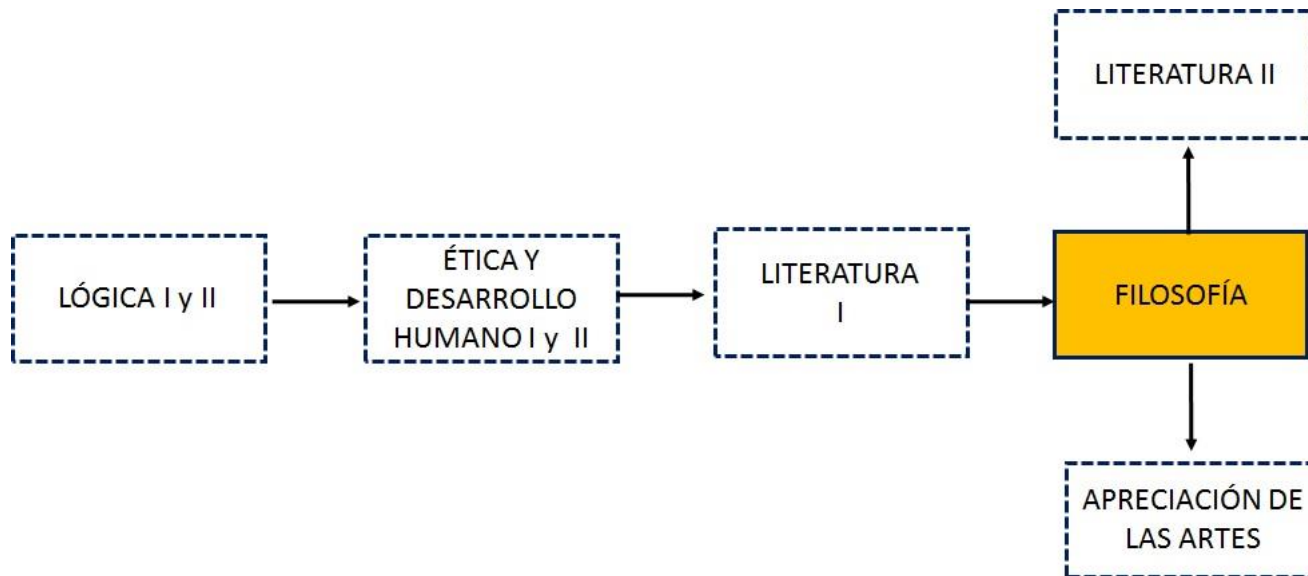 LITERATURA II
LÓGICA I y II
ÉTICA Y
DESARROLLO
HUMANO I y II
LITERATURA
I
FILOSOFÍA
APRECIACIÓN DE
LAS ARTES